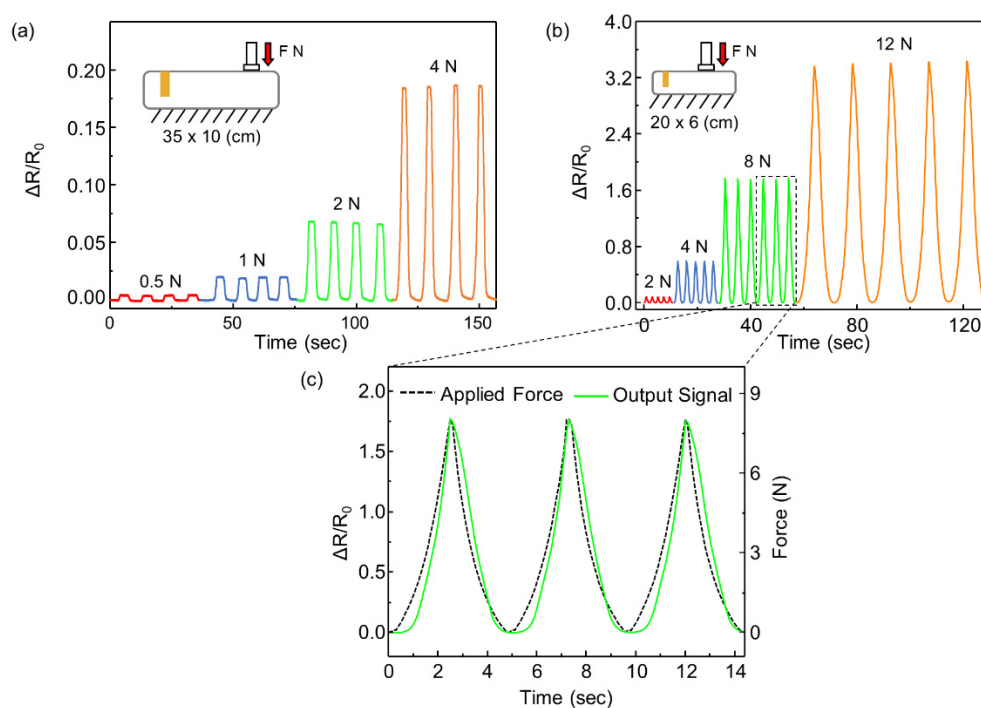 (a)
F N
35 x 10 (cm)
0.5 N
1 N
2 N
4 N
0.20
0.15
0.10
0.05
0.00
ΔR/R₀
0
50
100
150
Time (sec)
(b)
F N
20 x 6 (cm)
2 N
4 N
8 N
12 N
4.0
3.2
2.4
1.6
0.8
0.0
ΔR/R₀
0
40
80
120
Time (sec)
(c)
Applied Force
Output Signal
2.0
1.5
1.0
0.5
0.0
ΔR/R₀
9
6
3
0
Force (N)
0
2
4
6
8
10
12
14
Time (sec)